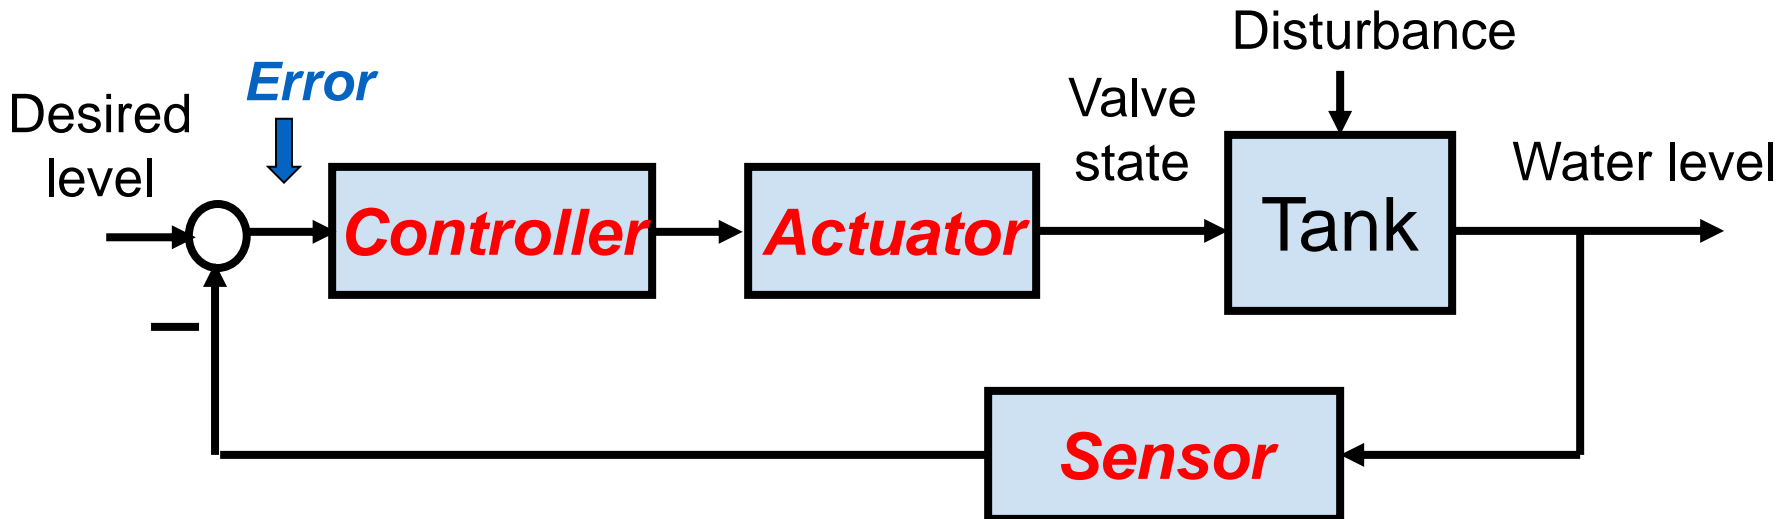 Disturbance
Error
Valve
state
Desired
level
Water level
Controller
Actuator
Tank
Sensor